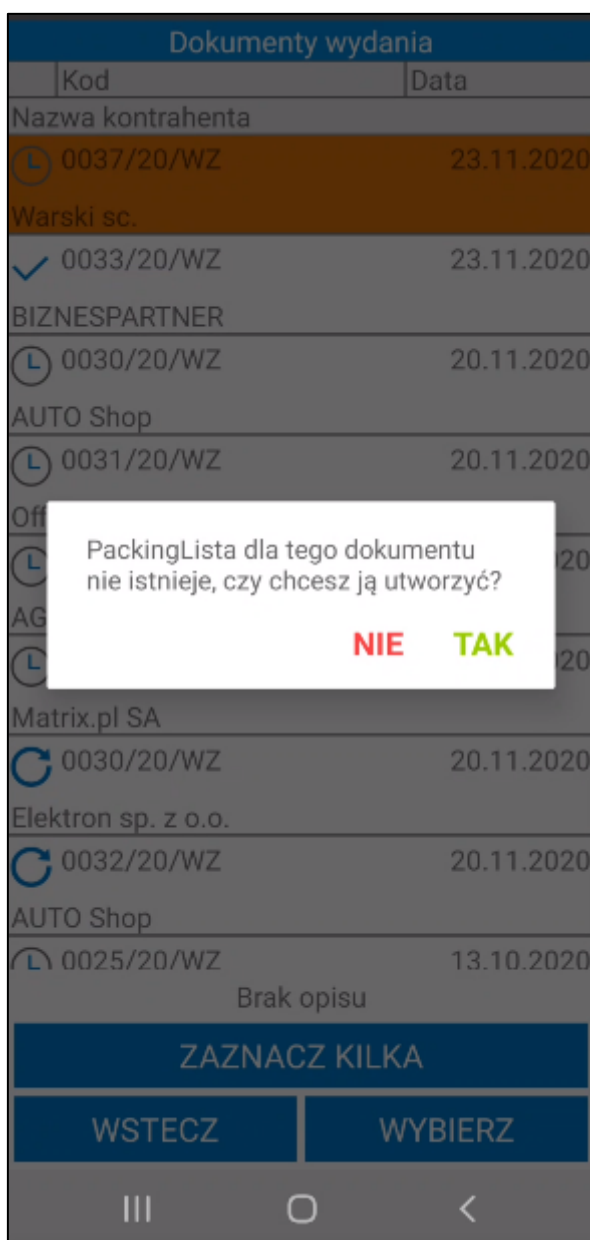 Dokumenty wydania
Kod Data
Nazwa kontrahenta
0037/20/WZ 23.11.2020
Warski sc.
0033/20/WZ 23.11.2020
BIZNESPARTNER
0030/20/WZ 20.11.2020
AUTO Shop
0031/20/WZ 20.11.2020
Off
PackingLista dla tego dokumentu
nie istnieje, czy chcesz ją utworzyć?
20
AG
NIE TAK
20
Matrix.pl SA
0030/20/WZ 20.11.2020
Elektron sp. z o.o.
0032/20/WZ 20.11.2020
AUTO Shop
0025/20/WZ 13.10.2020
Brak opisu
ZAZNACZ KILKA
WSTECZ WYBIERZ